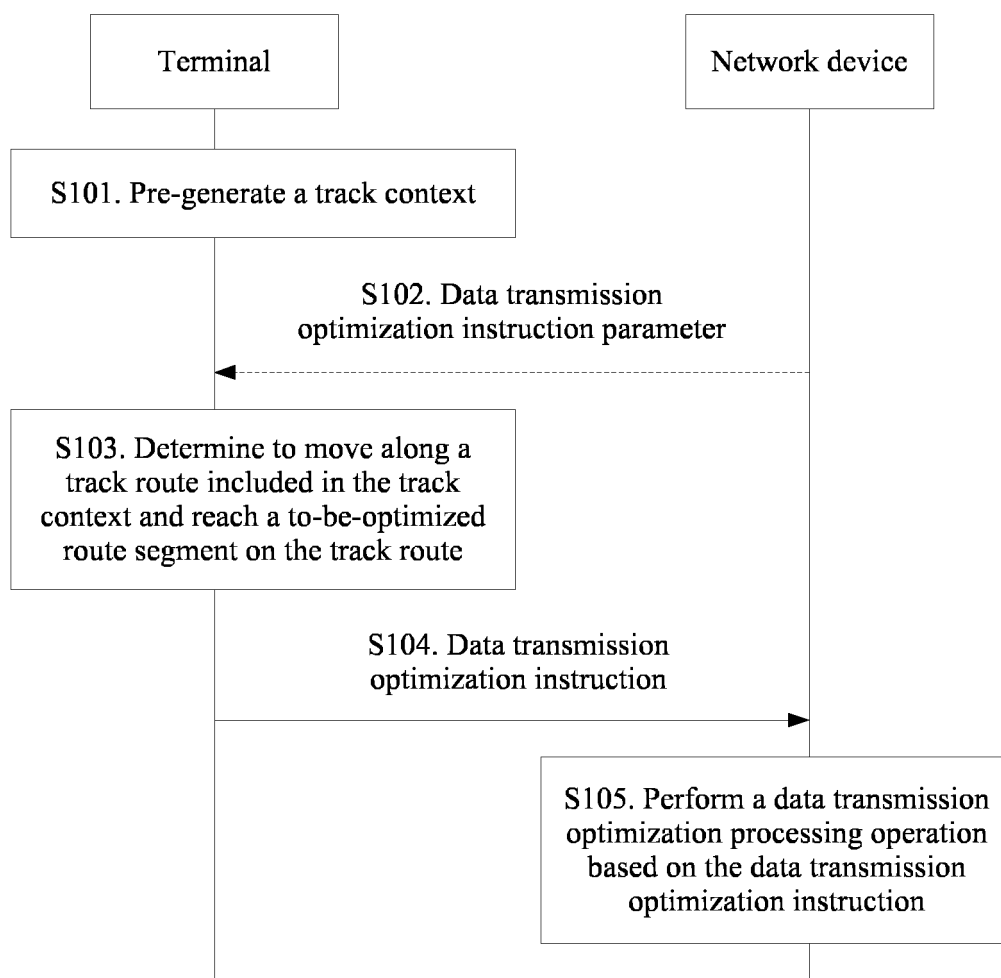 Terminal
Network device
S101. Pre-generate a track context
S102. Data transmission
optimization instruction parameter
S103. Determine to move along a
track route included in the track
context and reach a to-be-optimized
route segment on the track route
S104. Data transmission
optimization instruction
S105. Perform a data transmission
optimization processing operation
based on the data transmission
optimization instruction